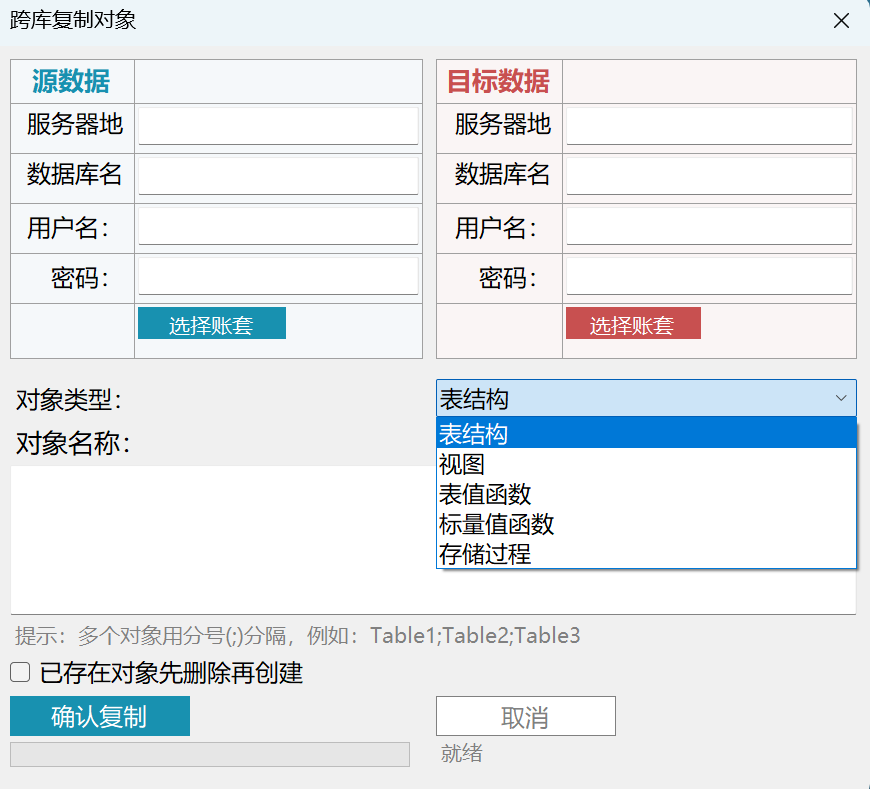 跨库复制对象
源数据 目标数据
服务器地 服务器地
数据库名 数据库名
用户名： 用户名：
密码： 密码：
选择账套 选择账套
对象类型： 表结构
对象名称： 表结构
视图
表值函数
标量值函数
存储过程
提示：多个对象用分号(;)分隔，例如：Table1;Table2;Table3
已存在对象先删除再创建
确认复制 取消
就绪